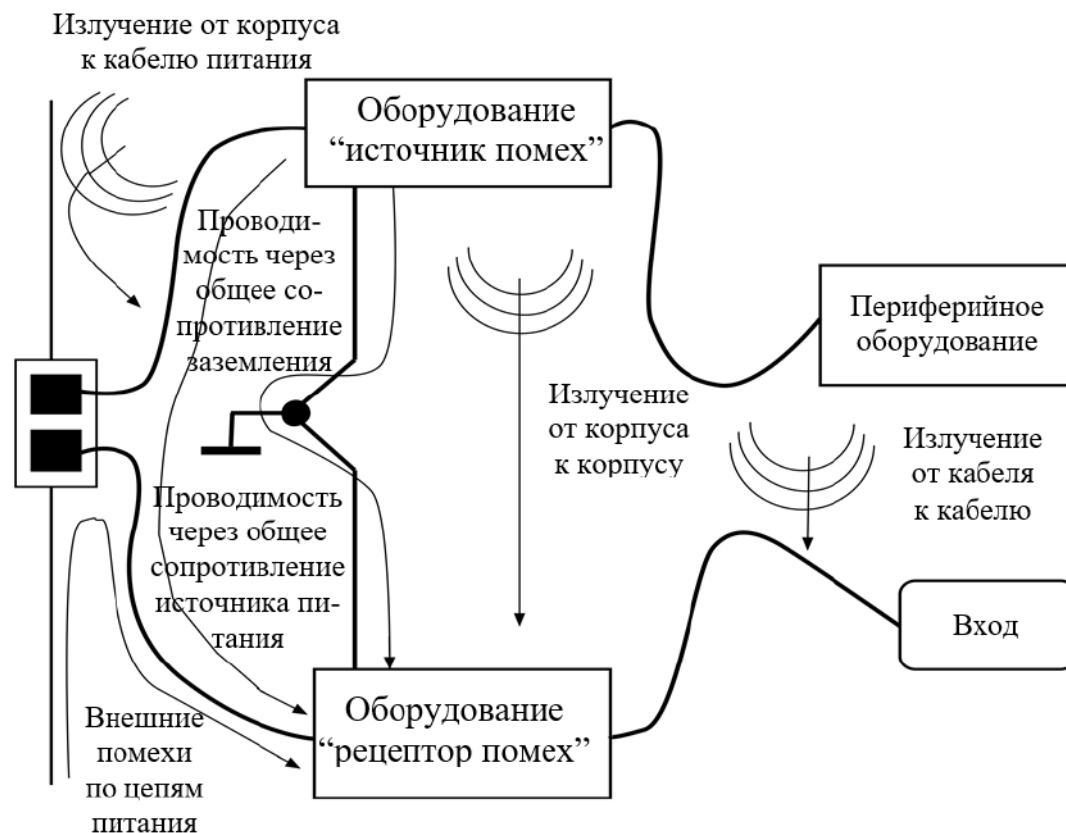 Излучение от корпуса
к кабелю питания
Оборудование
“источник помех”
Проводи-
мость через
общее со-
противление
заземления
Периферийное
оборудование
Излучение
от корпуса
к корпусу
Излучение
от кабеля
к кабелю
Проводимость
через общее
сопротивление
источника пи-
тания
Вход
Оборудование
“рецептор помех”
Внешние
помехи
по цепям
питания